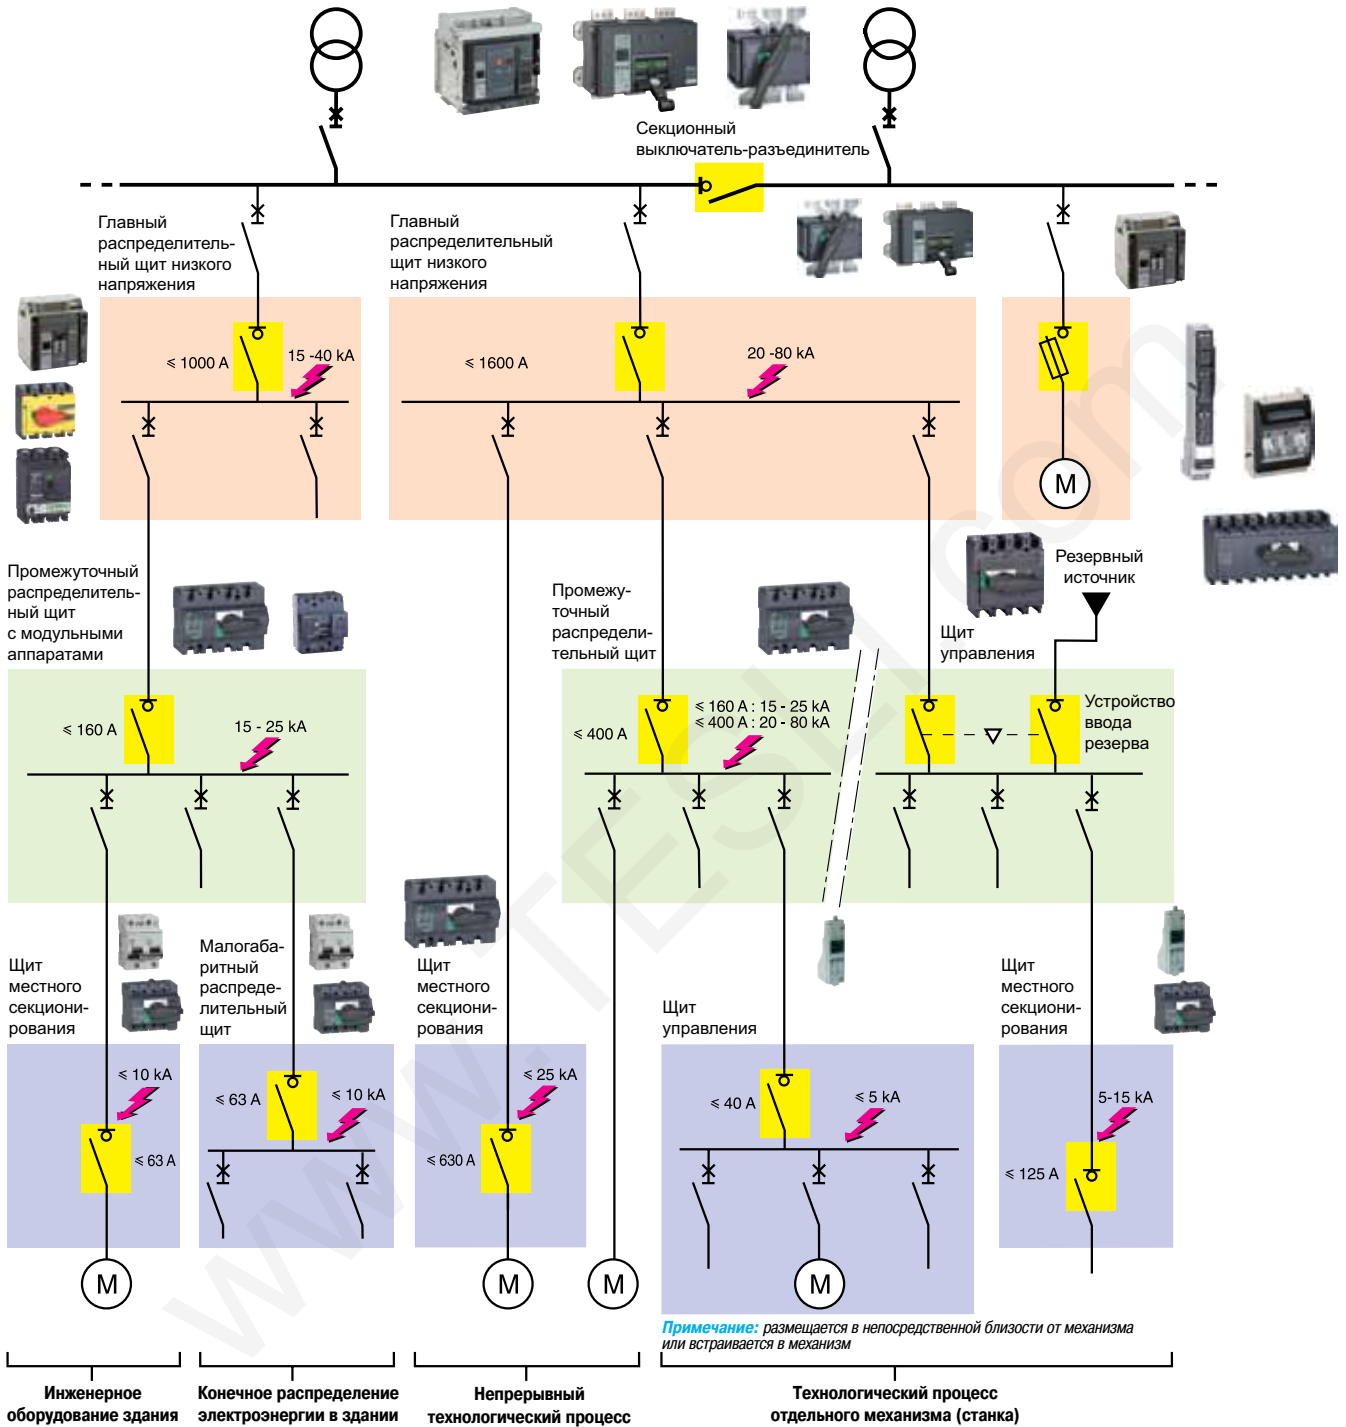 Секционный
выключатель-разъединитель
Главный
распределитель-
ный щит низкого
напряжения
Главный
распределительный
щит низкого
напряжения
≤ 1000 A
15 -40 kA
≤ 1600 A
20 -80 kA
M
Промежуточный
распределитель-
ный щит
с модульными
аппаратами
Промежу-
точный
распредели-
тельный щит
Щит
управления
Резервный
источник
≤ 160 A
15 - 25 kA
≤ 400 A
≤ 160 A : 15 - 25 kA
≤ 400 A : 20 - 80 kA
Устройство
ввода
резерва
Щит
местного
секциони-
рования
Малогаба-
ритный
распреде-
лительный
щит
Щит
местного
секциони-
рования
Щит
управления
Щит
местного
секциони-
рования
≤ 10 kA
≤ 63 A
≤ 63 A
≤ 10 kA
≤ 25 kA
≤ 630 A
≤ 40 A
≤ 5 kA
5-15 kA
≤ 125 A
M
M
M
M
Примечание: размещается в непосредственной близости от механизма
или встраивается в механизм
Инженерное
оборудование здания
Конечное распределение
электроэнергии в здании
Непрерывный
технологический процесс
Технологический процесс
отдельного механизма (станка)
www.TESLI.com